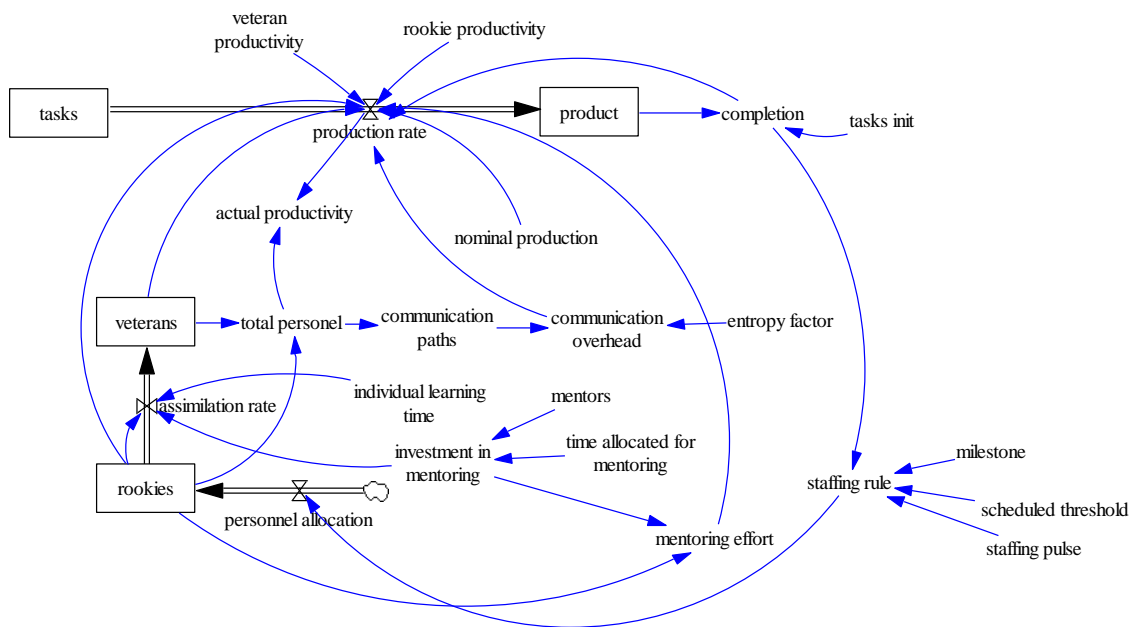 veteran
productivity
rookie productivity
tasks
product
completion
tasks init
production rate
actual productivity
nominal production
veterans
total personel
communication
paths
communication
overhead
entropy factor
individual learning
time
assimilation rate
mentors
investment in
mentoring
time allocated for
mentoring
milestone
rookies
staffing rule
scheduled threshold
personnel allocation
mentoring effort
staffing pulse